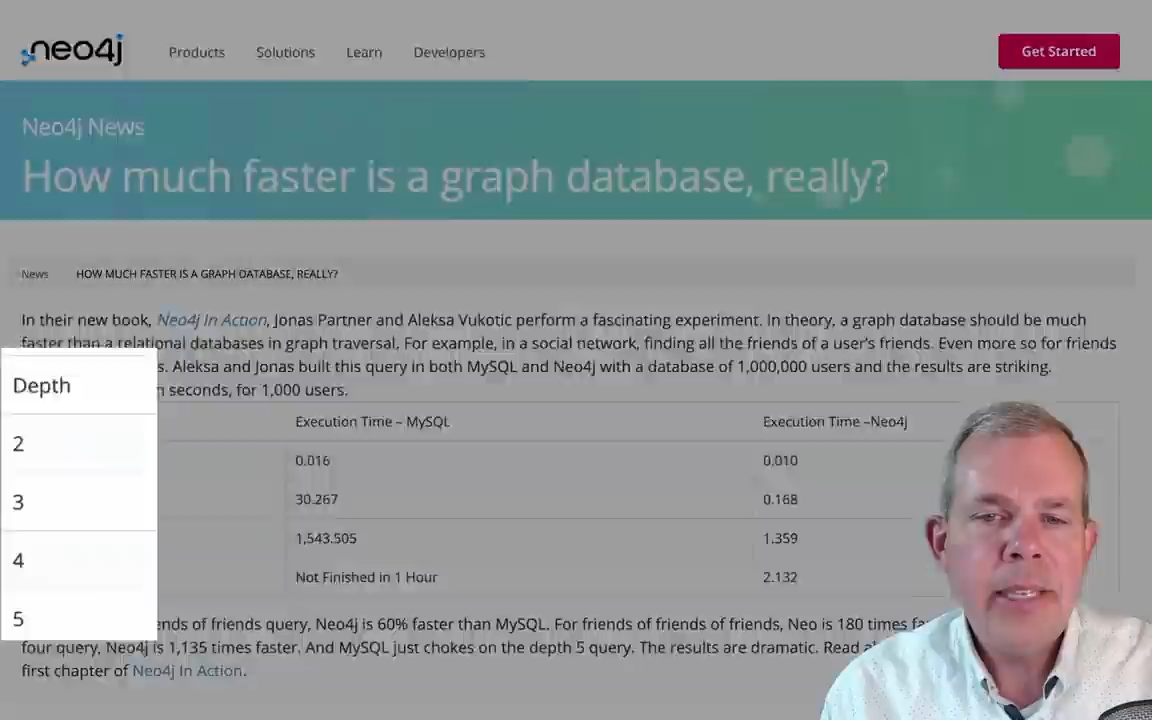 neo4j Products Solutions Learn Developers Get Started
Neo4j News
How much faster is a graph database, really?
News HOW MUCH FASTER IS A GRAPH DATABASE, REALLY?
In their new book, Neo4j In Action, Jonas Partner and Aleksa Vukotic perform a fascinating experiment. In theory, a graph database should be much
faster than a relational databases in graph traversal. For example, in a social network, finding all the friends of a user's friends. Even more so for friends
s. Aleksa and Jonas built this query in both MySQL and Neo4j with a database of 1,000,000 users and the results are striking.
seconds, for 1,000 users.
Depth Execution Time – MySQL Execution Time –Neo4j
2 0.016 0.010
3 30.267 0.168
4 1,543.505 1.359
5 Not Finished in 1 Hour 2.132
ends of friends query, Neo4j is 60% faster than MySQL. For friends of friends of friends, Neo is 180 times
four query, Neo4j is 1,135 times faster. And MySQL just chokes on the depth 5 query. The results are dramatic. Read
first chapter of Neo4j In Action.